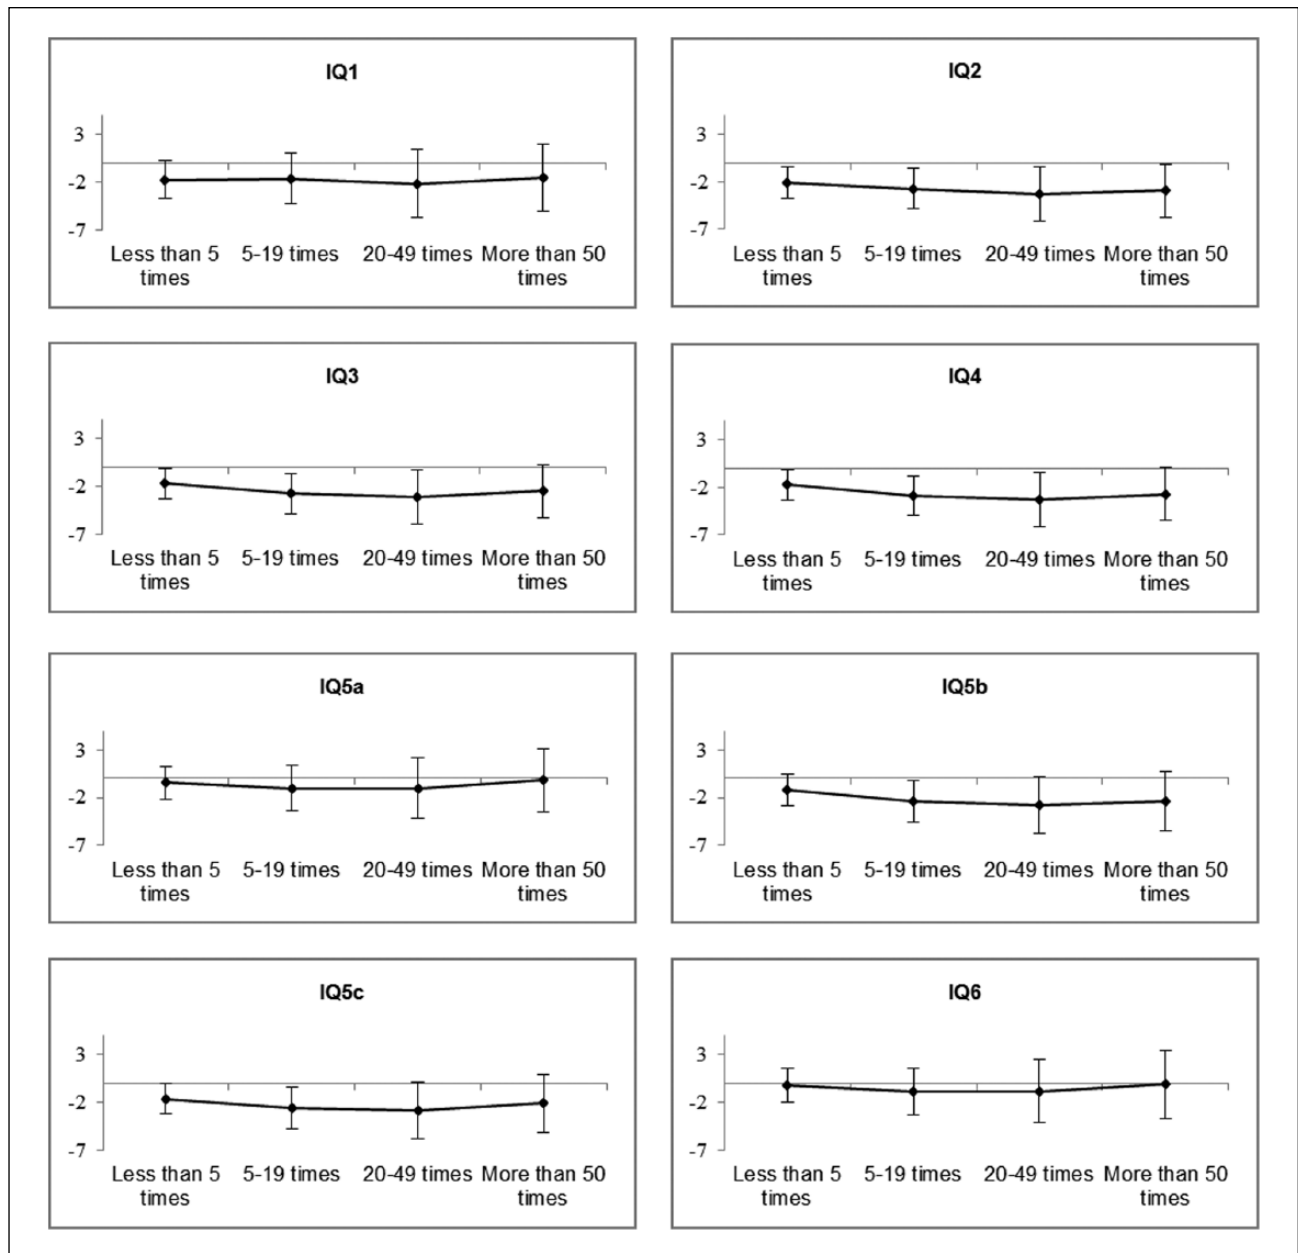 IQ1
3
-2
-7
Less than 5 times
5-19 times
20-49 times
More than 50 times
IQ2
3
-2
-7
Less than 5 times
5-19 times
20-49 times
More than 50 times
IQ3
3
-2
-7
Less than 5 times
5-19 times
20-49 times
More than 50 times
IQ4
3
-2
-7
Less than 5 times
5-19 times
20-49 times
More than 50 times
IQ5a
3
-2
-7
Less than 5 times
5-19 times
20-49 times
More than 50 times
IQ5b
3
-2
-7
Less than 5 times
5-19 times
20-49 times
More than 50 times
IQ5c
3
-2
-7
Less than 5 times
5-19 times
20-49 times
More than 50 times
IQ6
3
-2
-7
Less than 5 times
5-19 times
20-49 times
More than 50 times